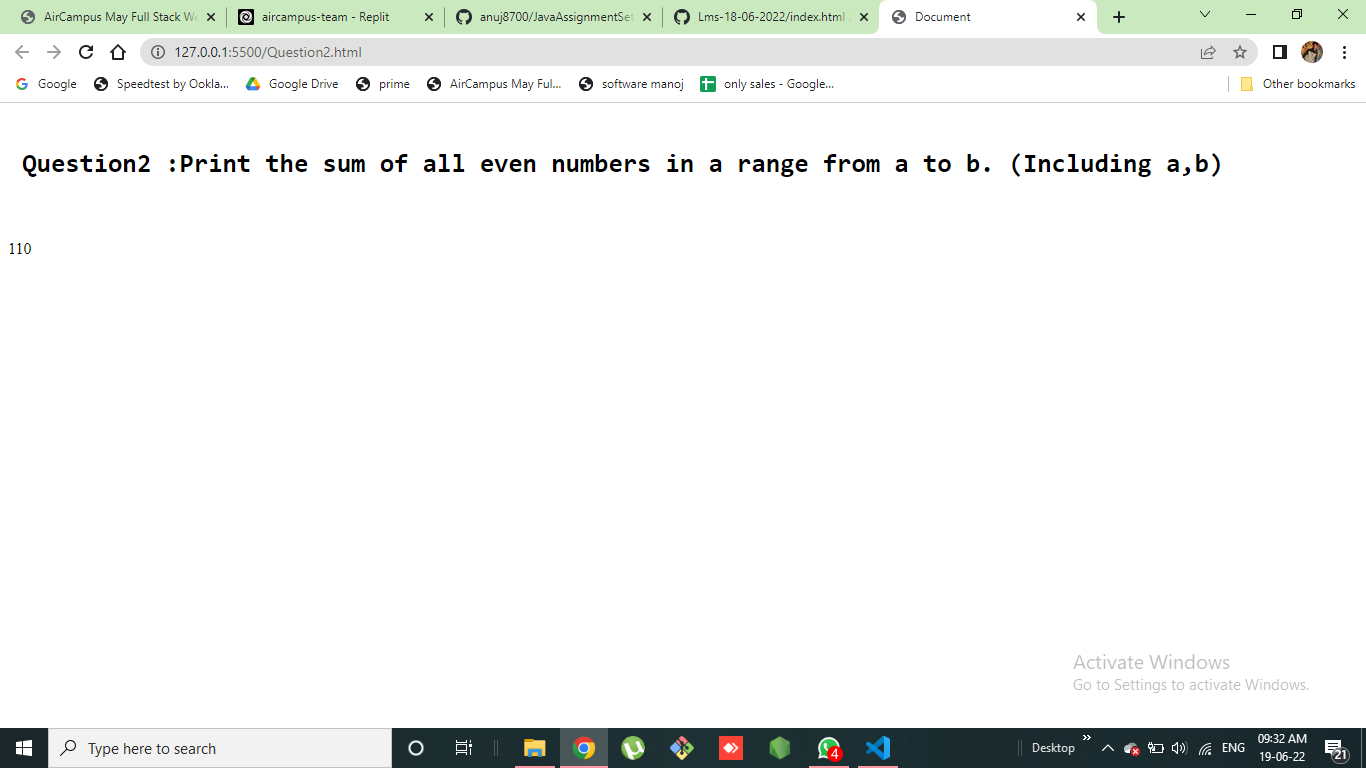 AirCampus May Full Stack We
aircampus-team - Replit
anuj8700/JavaAssignmentSet
Lms-18-06-2022/index.html
Document
127.0.0.1:5500/Question2.html
Google
Speedtest by Ookla...
Google Drive
prime
AirCampus May Ful...
software manoj
only sales - Google...
Other bookmarks
Question2 :Print the sum of all even numbers in a range from a to b. (Including a,b)
110
Activate Windows
Go to Settings to activate Windows.
Type here to search
4
Desktop
ENG
09:32 AM
19-06-22
21